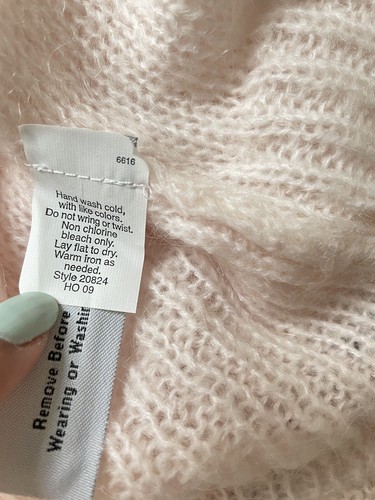 6616
Hand wash cold,
with like colors.
Do not wring or twist.
Non chlorine
bleach only.
Lay flat to dry.
Warm Iron as
needed.
Style 20824
HO 09
Remove Before
Wearing or